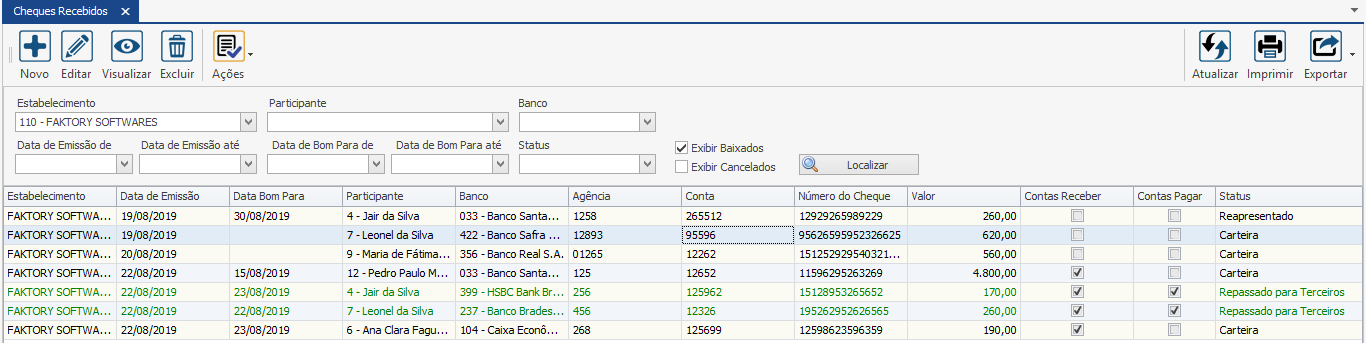 Cheques Recebidos
Novo Editar Visualizar Excluir Ações Atualizar Imprimir Exportar
Estabelecimento Participante Banco
110 - FAKTORY SOFTWARES
Data de Emissão de Data de Emissão até Data de Bom Para de Data de Bom Para até Status Exibir Baixados
Exibir Cancelados Localizar
Estabelecimento Data de Emissão Data Bom Para Participante Banco Agência Conta Número do Cheque Valor Contas Receber Contas Pagar Status
FAKTORY SOFTWA... 19/08/2019 30/08/2019 4 - Jair da Silva 033 - Banco Santa... 1258 265512 12929265989229 260,00 Reapresentado
FAKTORY SOFTWA... 19/08/2019 7 - Leonel da Silva 422 - Banco Safra ... 12893 95596 95626595952326625 620,00 Carteira
FAKTORY SOFTWA... 20/08/2019 9 - Maria de Fátima... 356 - Banco Real S.A. 01265 12262 151252929540321... 560,00 Carteira
FAKTORY SOFTWA... 22/08/2019 15/08/2019 12 - Pedro Paulo M... 033 - Banco Santa... 125 12652 11596295263269 4.800,00 Carteira
FAKTORY SOFTWA... 22/08/2019 23/08/2019 4 - Jair da Silva 399 - HSBC Bank Br... 256 125962 15128953265652 170,00 Repassado para Terceiros
FAKTORY SOFTWA... 22/08/2019 22/08/2019 7 - Leonel da Silva 237 - Banco Brades... 456 12326 195262952626565 260,00 Repassado para Terceiros
FAKTORY SOFTWA... 22/08/2019 23/08/2019 6 - Ana Clara Fagu... 104 - Caixa Econô... 268 125699 12598623596359 190,00 Carteira